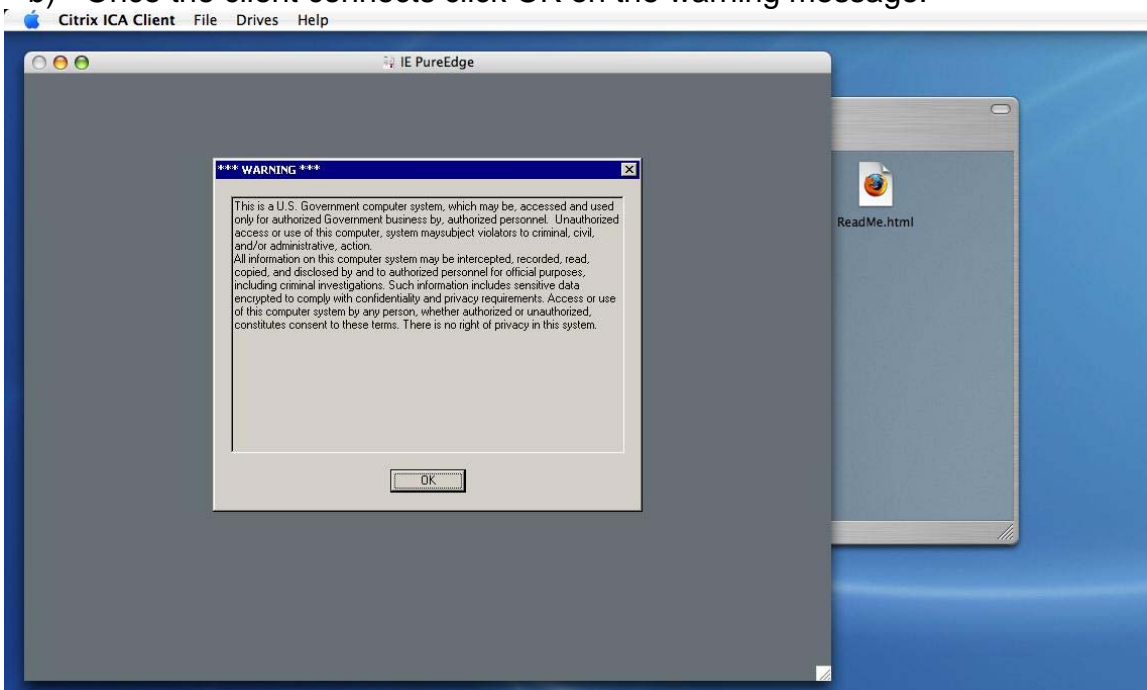 b) Once the client connects click OK on the warning message.
Citrix ICA Client File Drives Help
IE PureEdge
*** WARNING ***
This is a U.S. Government computer system, which may be, accessed and used
only for authorized Government business by, authorized personnel. Unauthorized
access or use of this computer, system maysubject violators to criminal, civil,
and/or administrative, action.
All information on this computer system may be intercepted, recorded, read,
copied, and disclosed by and to authorized personnel for official purposes,
including criminal investigations. Such information includes sensitive data
encrypted to comply with confidentiality and privacy requirements. Access or use
of this computer system by any person, whether authorized or unauthorized,
constitutes consent to these terms. There is no right of privacy in this system.
OK
ReadMe.html